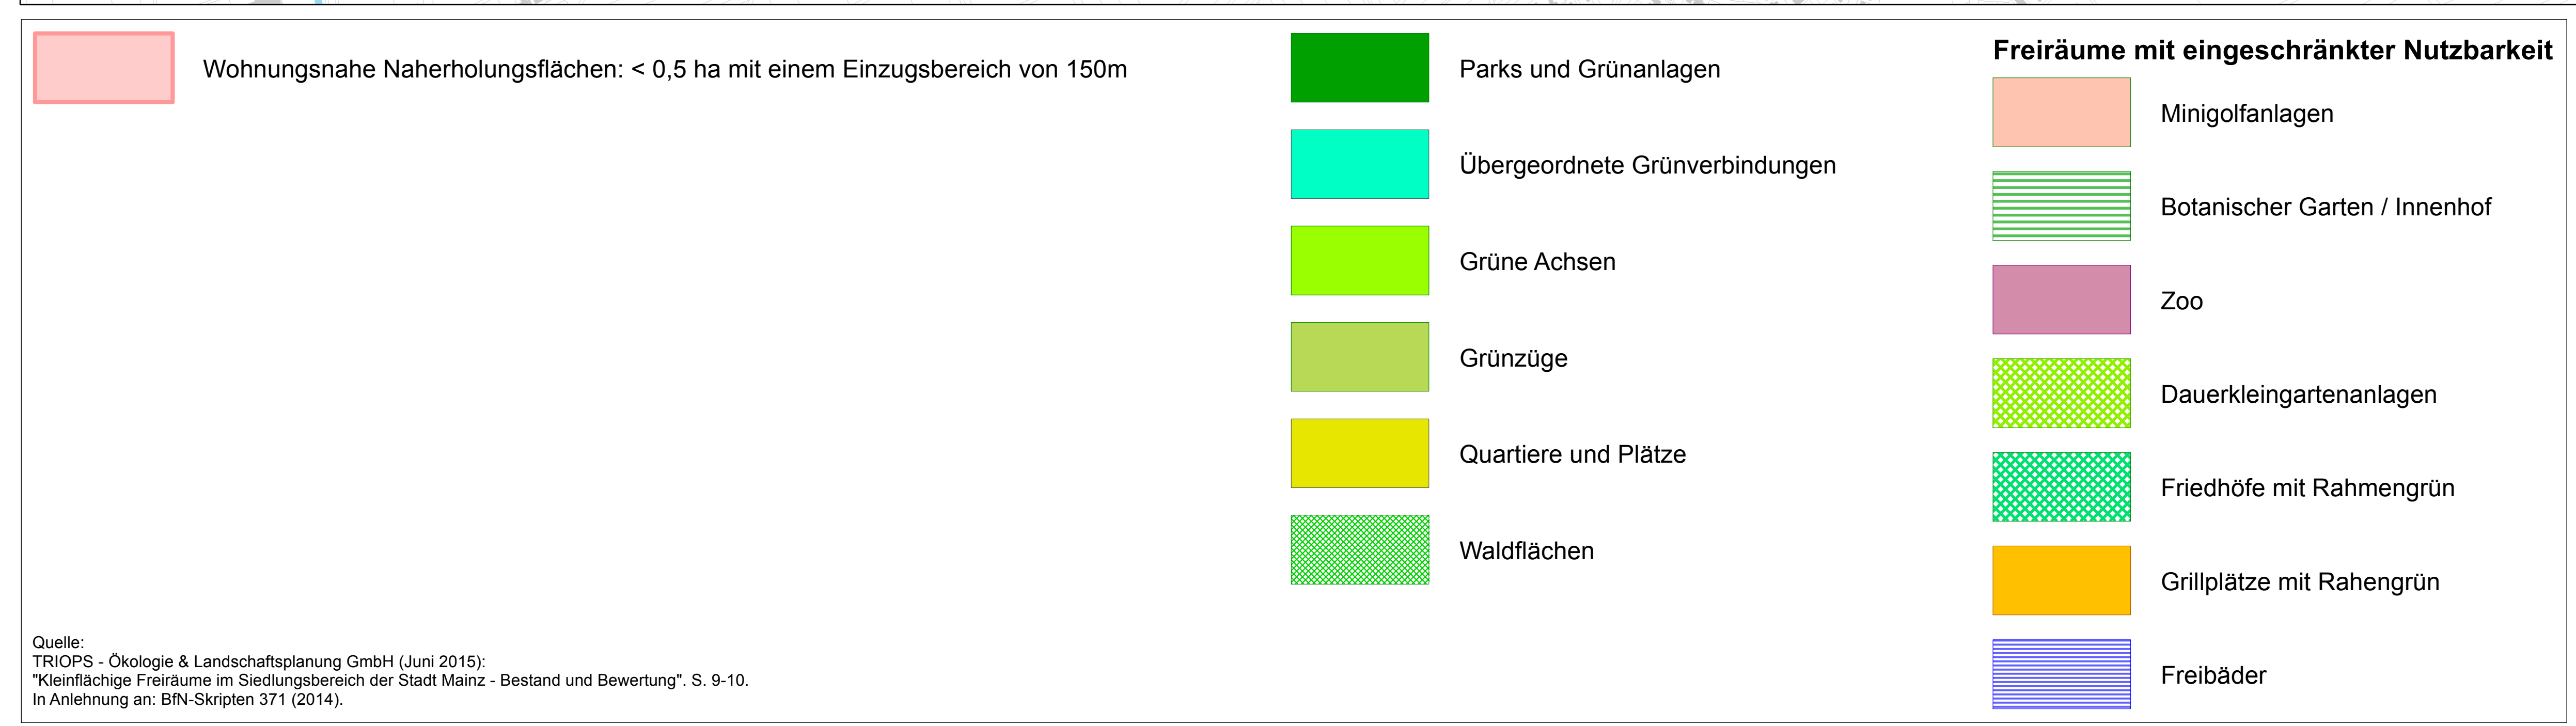 Wohnungsnahe Naherholungsflächen: < 0,5 ha mit einem Einzugsbereich von 150m
Quelle:
TRIOPS - Ökologie & Landschaftsplanung GmbH (Juni 2015):
"Kleinflächige Freiräume im Siedlungsbereich der Stadt Mainz - Bestand und Bewertung". S. 9-10.
In Anlehnung an: BfN-Skripten 371 (2014).
Parks und Grünanlagen
Übergeordnete Grünverbindungen
Grüne Achsen
Grünzüge
Quartiere und Plätze
Waldflächen
Freiräume mit eingeschränkter Nutzbarkeit
Minigolfanlagen
Botanischer Garten / Innenhof
Zoo
Dauerkleingartenanlagen
Friedhöfe mit Rahmengrün
Grillplätze mit Rahengrün
Freibäder